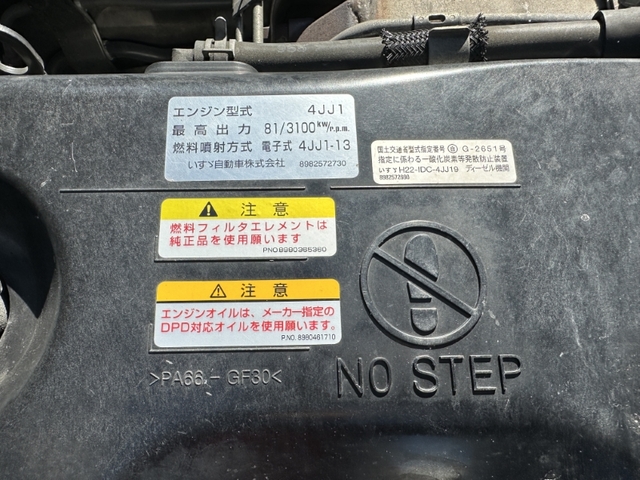 エンジン型式 4JJ1
最高出力 81/3100kW/r.p.m.
燃料噴射方式 電子式 4JJ1-13
いすゞ自動車株式会社 8982572730
国土交通省型式指定番号 自 G-2651号
指定に係わる一酸化炭素等発散防止装置
いすゞH22-IDC-4JJ19 ディーゼル機関
8982572890
注意
燃料フィルタエレメントは
純正品を使用願います
P.NO.8980365360
注意
エンジンオイルは、メーカー指定の
DPD対応オイルを使用願います。
P.NO. 8980461710
>PA66-GF30<
NO STEP